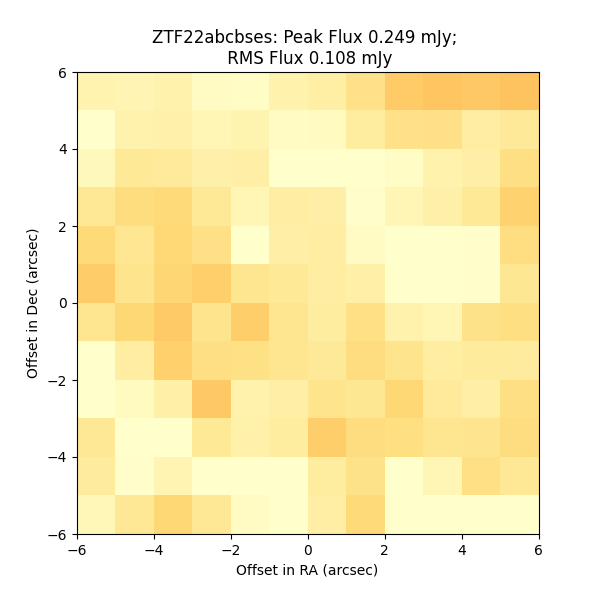 ZTF22abcbses: Peak Flux 0.249 mJy;
RMS Flux 0.108 mJy
6
4
2
0
−2
−4
−6
Offset in Dec (arcsec)
−6 −4 −2 0 2 4 6
Offset in RA (arcsec)